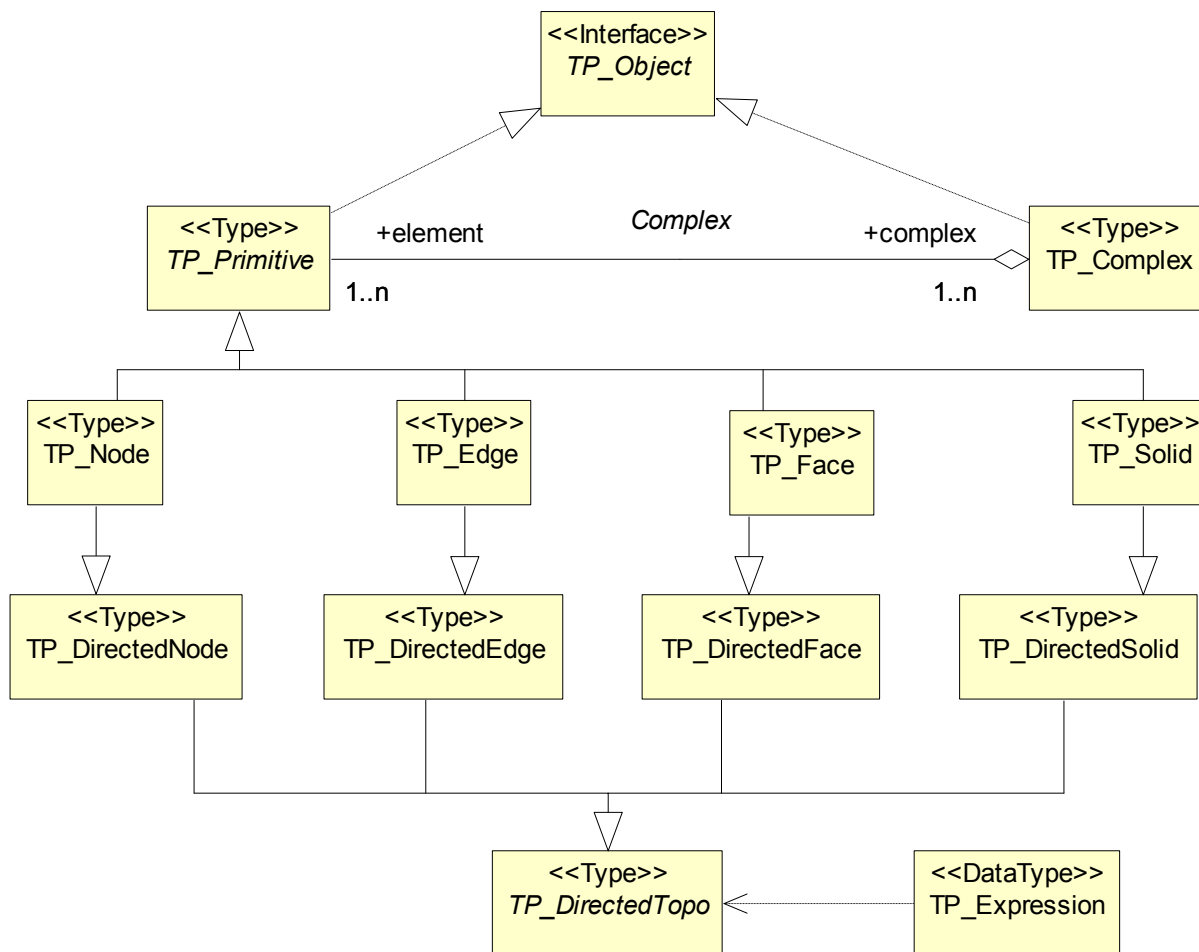 <<Interface>>
TP_Object
<<Type>>
TP_Primitive
+element
Complex
+complex
<<Type>>
TP_Complex
1..n
1..n
<<Type>>
TP_Node
<<Type>>
TP_Edge
<<Type>>
TP_Face
<<Type>>
TP_Solid
<<Type>>
TP_DirectedNode
<<Type>>
TP_DirectedEdge
<<Type>>
TP_DirectedFace
<<Type>>
TP_DirectedSolid
<<Type>>
TP_DirectedTopo
<<DataType>>
TP_Expression